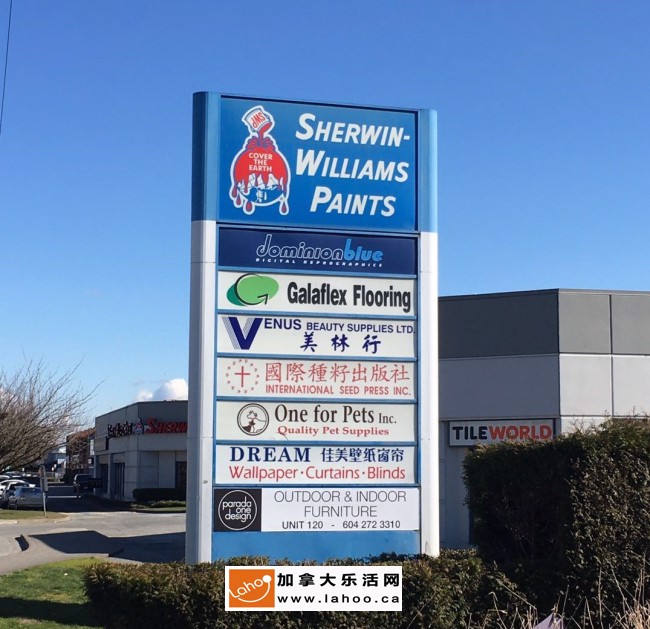 SWP
COVER
THE
EARTH
SHERWIN-
WILLIAMS
PAINTS
dominionblue
DIGITAL REPROGRAPHICS
Galaflex Flooring
VENUS BEAUTY SUPPLIES LTD.
美林行
國際種籽出版社
INTERNATIONAL SEED PRESS INC.
One for Pets Inc.
Quality Pet Supplies
DREAM 佳美壁紙窗帘
Wallpaper·Curtains·Blinds
parada
one
design
OUTDOOR & INDOOR
FURNITURE
UNIT 120 - 604 272 3310
TILEWORLD
Lahoo
加拿大乐活网
www.lahoo.ca